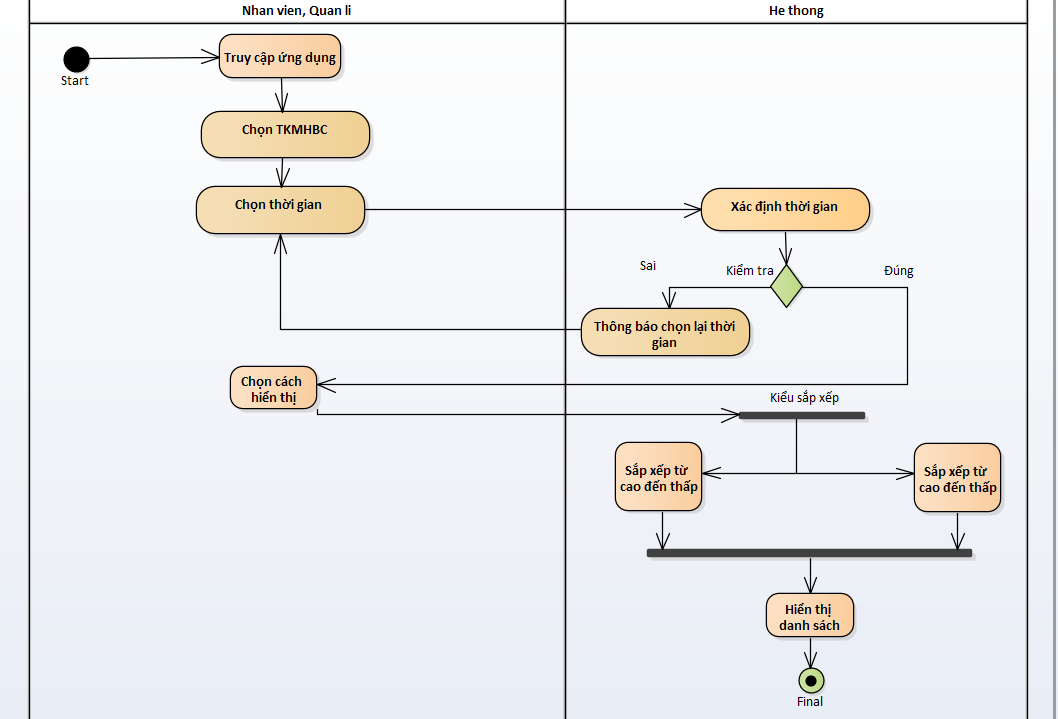 Nhan vien, Quan li
He thong
Start
Truy cập ứng dụng
Chọn TKMHBC
Chọn thời gian
Xác định thời gian
Sai
Kiểm tra
Đúng
Thông báo chọn lại thời
gian
Chọn cách
hiển thị
Kiểu sắp xếp
Sắp xếp từ
cao đến thấp
Sắp xếp từ
cao đến thấp
Hiển thị
danh sách
Final